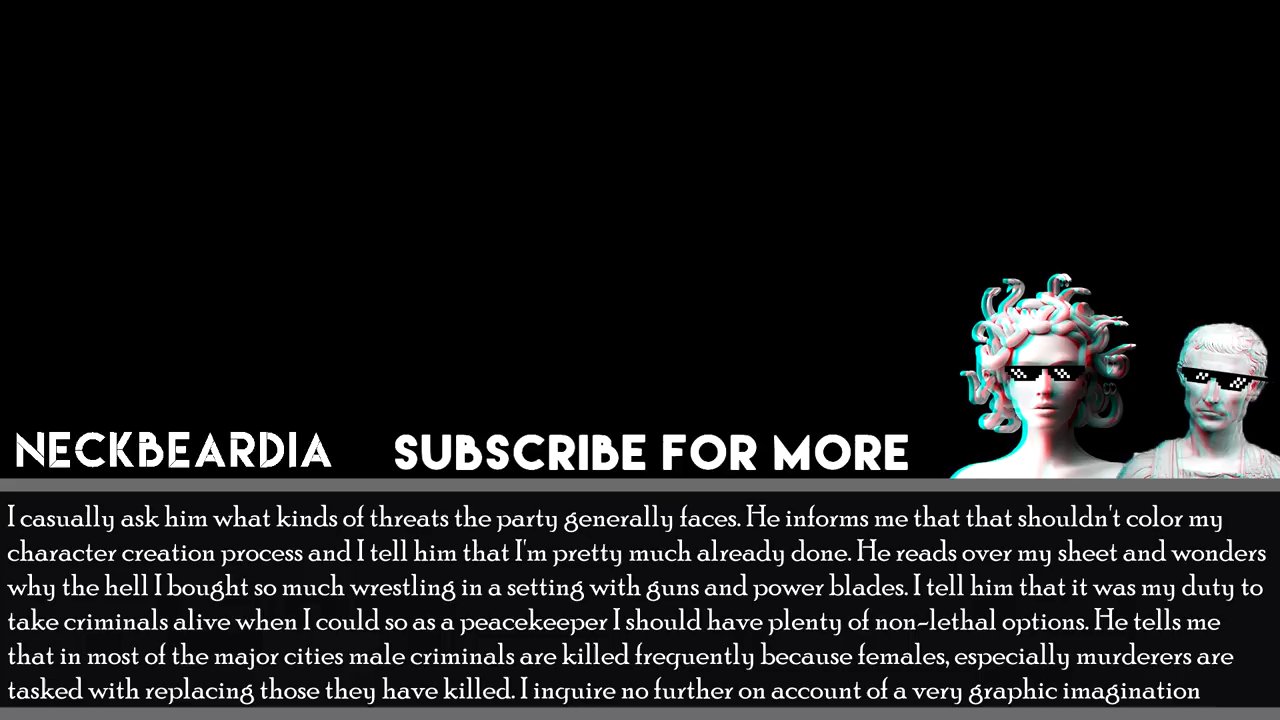 NECKBEARDIA
SUBSCRIBE FOR MORE
I casually ask him what kinds of threats the party generally faces. He informs me that that shouldn't color my
character creation process and I tell him that I'm pretty much already done. He reads over my sheet and wonders
why the hell I bought so much wrestling in a setting with guns and power blades. I tell him that it was my duty to
take criminals alive when I could so as a peacekeeper I should have plenty of non-lethal options. He tells me
that in most of the major cities male criminals are killed frequently because females, especially murderers are
tasked with replacing those they have killed. I inquire no further on account of a very graphic imagination